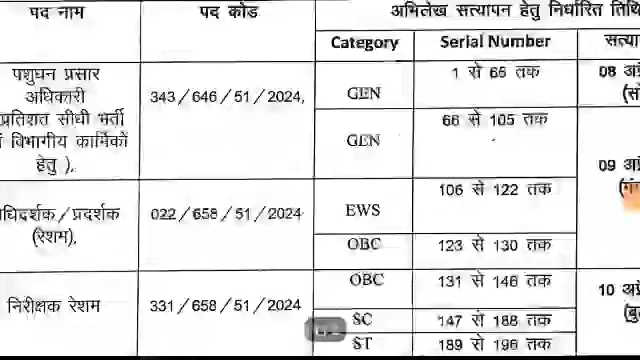 पद नाम पद कोड अभिलेख सत्यापन हेतु निर्धारित तिथि
Category Serial Number
पशुधन प्रसार
अधिकारी
प्रतिशत सीधी भर्ती
विभागीय कार्मिकों
हेतु ),
343/646/51/2024,
GEN 1 से 65 तक 08
GEN 66 से 105 तक
09
/प्रदर्शक
(रेशम),
022/658/51/2024
EWS 106 से 122 तक
OBC 123 से 130 तक
निरीक्षक रेशम 331/658/51/2024
OBC 131 से 146 तक 10
SC 147 से 188 तक
ST 189 से 196 तक